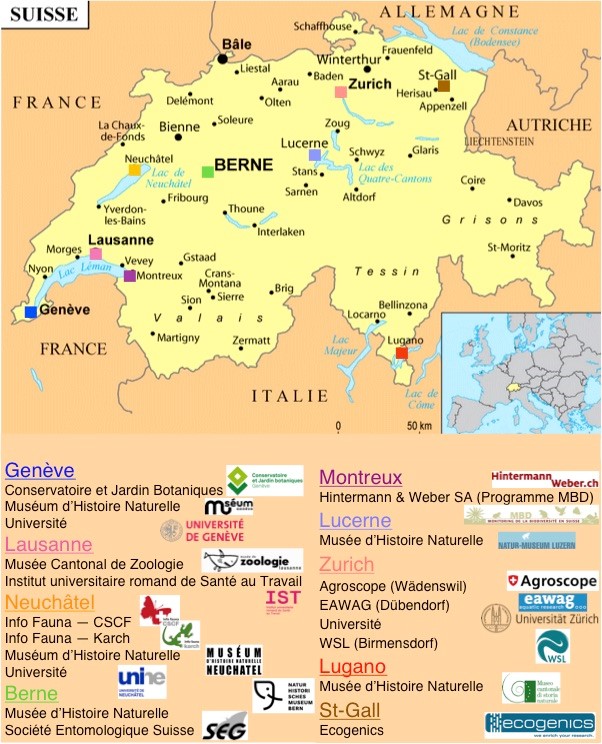 SUISSE
ALLEMAGNE
Schaffhouse
Lac de Constance
(Bodensee)
Bâle
Frauenfeld
Winterthur
Liestal
Baden
St-Gall
Aarau
Zurich
FRANCE
Herisau
Delémont
Olten
Appenzell
AUTRICHE
La Chaux-
de-Fonds
Bienne
Soleure
Zoug
LIECHTENSTEIN
Lucerne
Neuchâtel
BERNE
Schwyz
Glaris
Lac de
Neuchâtel
Stans
Lac des
Quatre-Cantons
Coire
Fribourg
Sarnen
Altdorf
Davos
Yverdon-
les-Bains
Thoune
Grisons
Interlaken
Lausanne
Morges
Vevey
Gstaad
St-Moritz
Nyon
Lac Léman
Montreux
Crans-
Montana
Tessin
Sion
Sierre
Brig
Bellinzona
Genève
Valais
Locarno
Martigny
Zermatt
Lac
Majeur
Lugano
FRANCE
ITALIE
Lac
de
Côme
0
50 km
Genève
Conservatoire et Jardin Botaniques
Conservatoire et
Jardin botaniques
Genève
Muséum d'Histoire Naturelle
muséum
genève
Université
UNIVERSITÉ
DE GENÈVE
Lausanne
Musée Cantonal de Zoologie
musée de
zoologie
lausanne
Institut universitaire romand de Santé au Travail
IST
Neuchâtel
Info Fauna — CSCF
info fauna
CSCF
Info Fauna — Karch
info fauna
karch
Muséum d'Histoire Naturelle
MUSÉUM
D'HISTOIRE NATURELLE
NEUCHATEL
Université
unine
UNIVERSITÉ DE
NEUCHÂTEL
Berne
Musée d'Histoire Naturelle
NATUR
HISTORI
SCHES
MUSEUM
BERN
Société Entomologique Suisse
SEG
Montreux
Hintermann
Weber.ch
Hintermann & Weber SA (Programme MBD)
Lucerne
MBD
MONITORING DE LA BIODIVERSITÉ EN SUISSE
Musée d'Histoire Naturelle
NATUR-MUSEUM LUZERN
Zurich
Agroscope (Wädenswil)
Agroscope
EAWAG (Dübendorf)
eawag
aquatic research
Université
Universität Zürich
WSL (Birmensdorf)
WSL
Lugano
Musée d'Histoire Naturelle
Museo
cantonale
di storia
naturale
St-Gall
Ecogenics
ecogenics
we enrich your research.